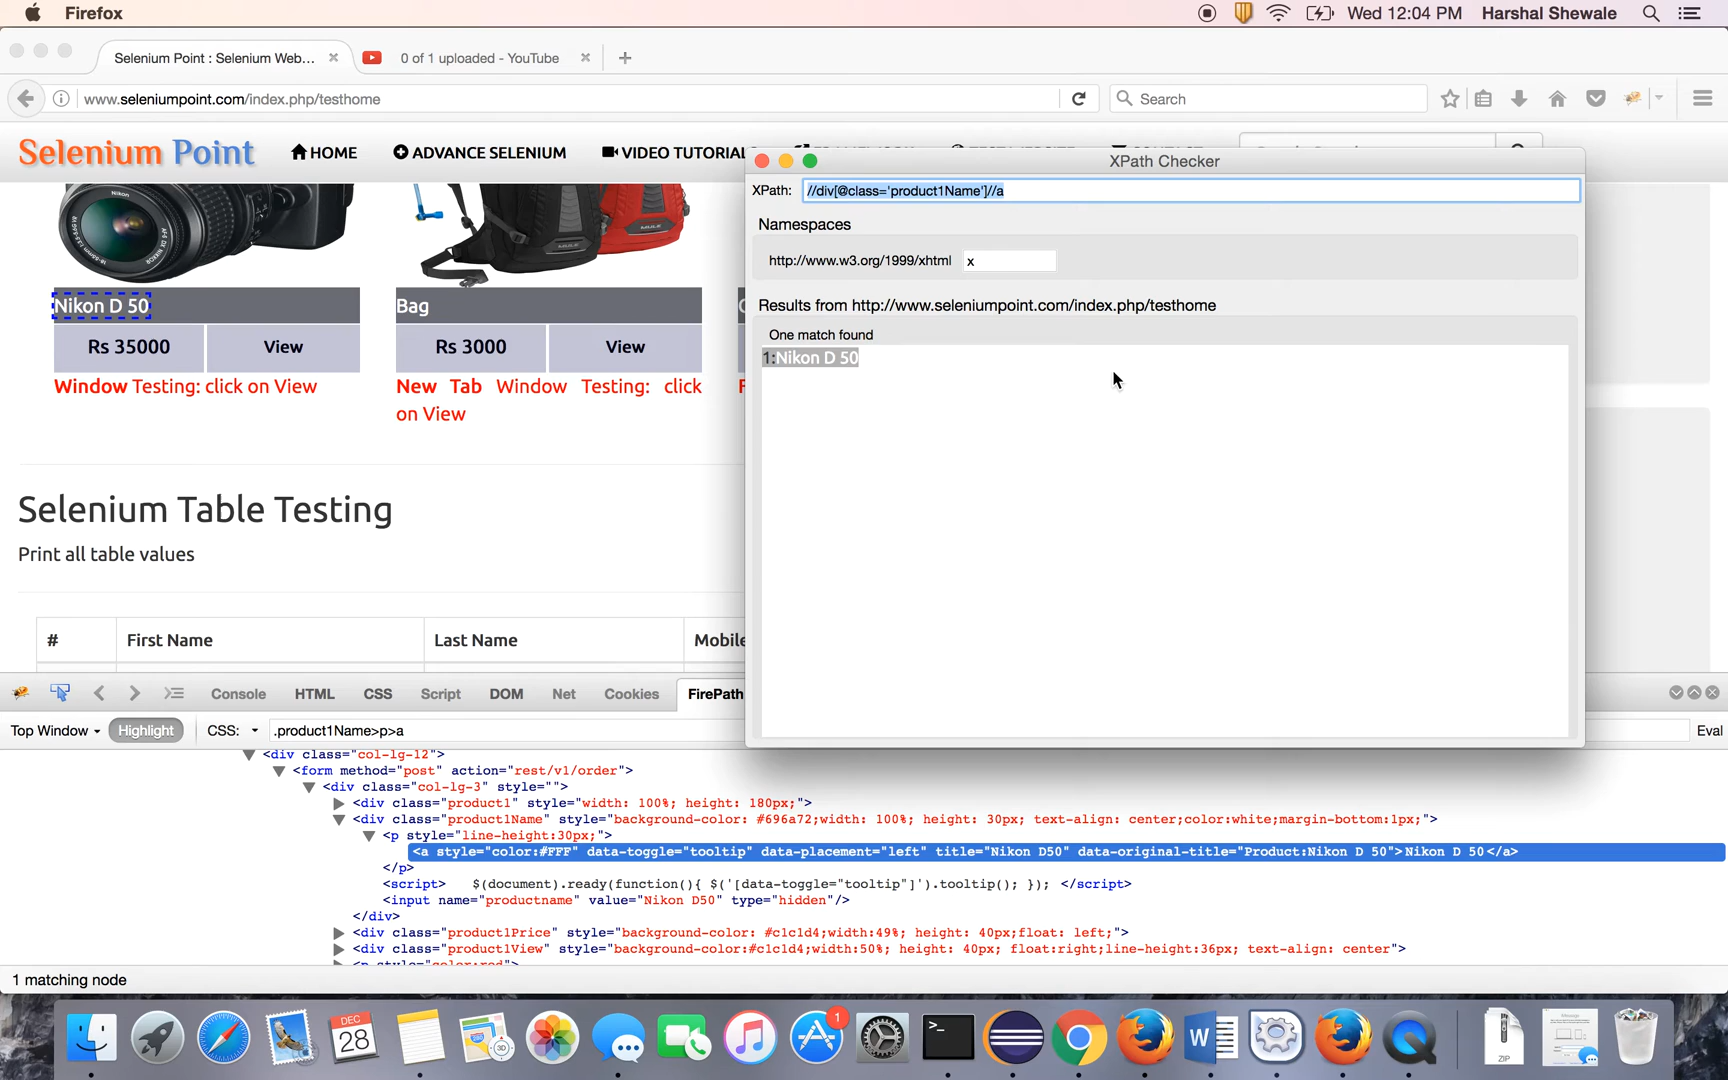 Firefox
Wed 12:04 PM Harshal Shewale
Selenium Point : Selenium Web...
0 of 1 uploaded - YouTube
www.seleniumpoint.com/index.php/testhome
Search
Selenium Point
HOME
ADVANCE SELENIUM
VIDEO TUTORIAL
XPath Checker
XPath: //div[@class='product1Name']//a
Namespaces
http://www.w3.org/1999/xhtml x
Results from http://www.seleniumpoint.com/index.php/testhome
One match found
1:Nikon D 50
Nikon
MULE
MULE
Nikon D 50
Bag
Rs 35000 View
Rs 3000 View
Window Testing: click on View
New Tab Window Testing: click
on View
Selenium Table Testing
Print all table values
# First Name Last Name Mobile
Console HTML CSS Script DOM Net Cookies FirePath
Top Window Highlight CSS: .product1Name>p>a Eval
<div class="col-lg-12">
<form method="post" action="rest/v1/order">
<div class="col-lg-3" style="">
<div class="product1" style="width: 100%; height: 180px;">
<div class="product1Name" style="background-color: #696a72;width: 100%; height: 30px; text-align: center;color:white;margin-bottom:1px;">
<p style="line-height:30px;">
<a style="color:#FFF" data-toggle="tooltip" data-placement="left" title="Nikon D50" data-original-title="Product:Nikon D 50">Nikon D 50</a>
</p>
<script> $(document).ready(function(){ $('[data-toggle="tooltip"]').tooltip(); }); </script>
<input name="productname" value="Nikon D50" type="hidden"/>
</div>
<div class="product1Price" style="background-color: #c1c1d4;width:49%; height: 40px;float: left;">
<div class="product1View" style="background-color:#c1c1d4;width:50%; height: 40px; float:right;line-height:36px; text-align: center">
<p style="color:red">
1 matching node
DEC
28
3D
1
ZIP